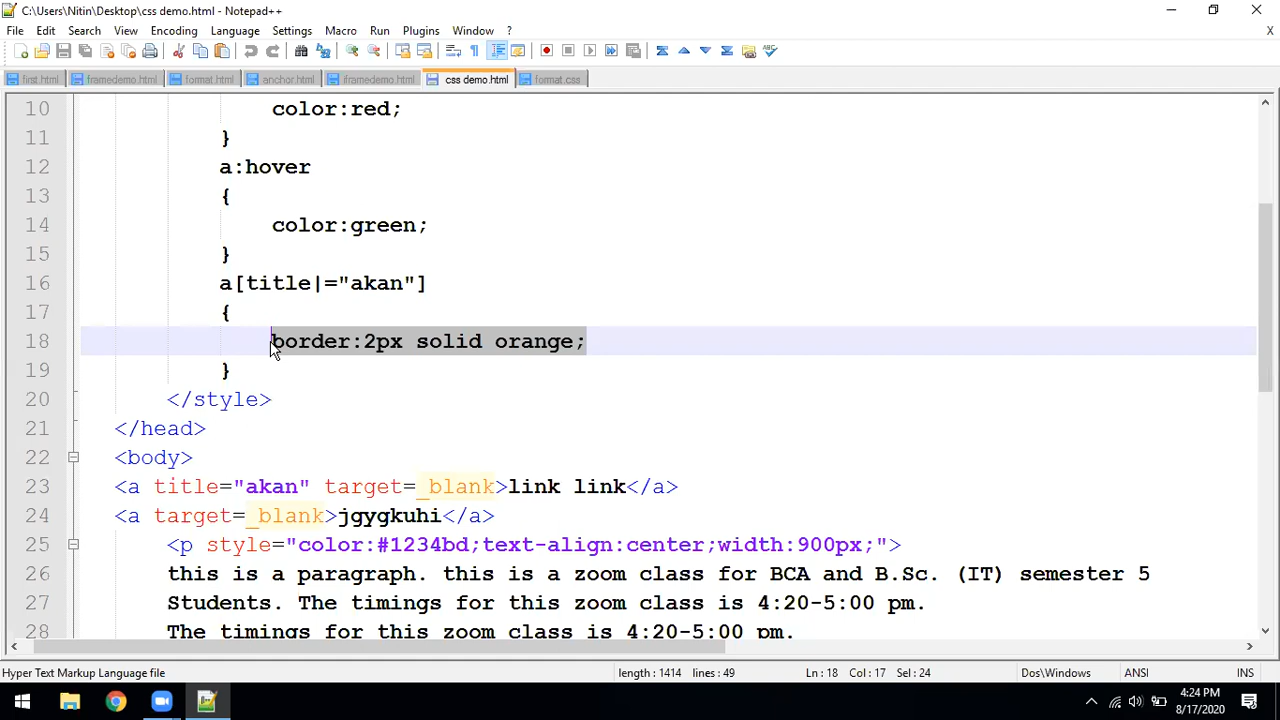 C:\Users\Nitin\Desktop\css demo.html - Notepad++
File Edit Search View Encoding Language Settings Macro Run Plugins Window ? X
first.html framedemo.html format.html anchor.html iframedemo.html css demo.html format.css
10 color:red;
11 }
12 a:hover
13 {
14 color:green;
15 }
16 a[title|="akan"]
17 {
18 border:2px solid orange;
19 }
20 </style>
21 </head>
22 <body>
23 <a title="akan" target=_blank>link link</a>
24 <a target=_blank>jgygkuhi</a>
25 <p style="color:#1234bd;text-align:center;width:900px;">
26 this is a paragraph. this is a zoom class for BCA and B.Sc. (IT) semester 5
27 Students. The timings for this zoom class is 4:20-5:00 pm.
28 The timings for this zoom class is 4:20-5:00 pm.
Hyper Text Markup Language file length : 1414 lines : 49 Ln : 18 Col : 17 Sel : 24 Dos\Windows ANSI INS
4:24 PM
8/17/2020